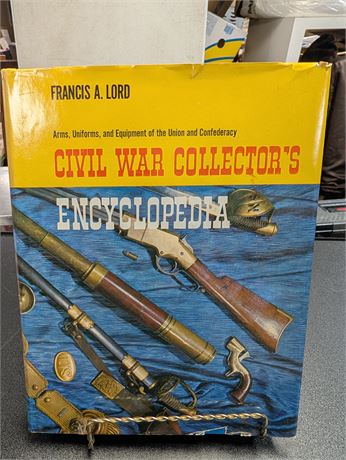 FRANCIS A. LORD
Arms, Uniforms, and Equipment of the Union and Confederacy
CIVIL WAR COLLECTOR'S
ENCYCLOPEDIA